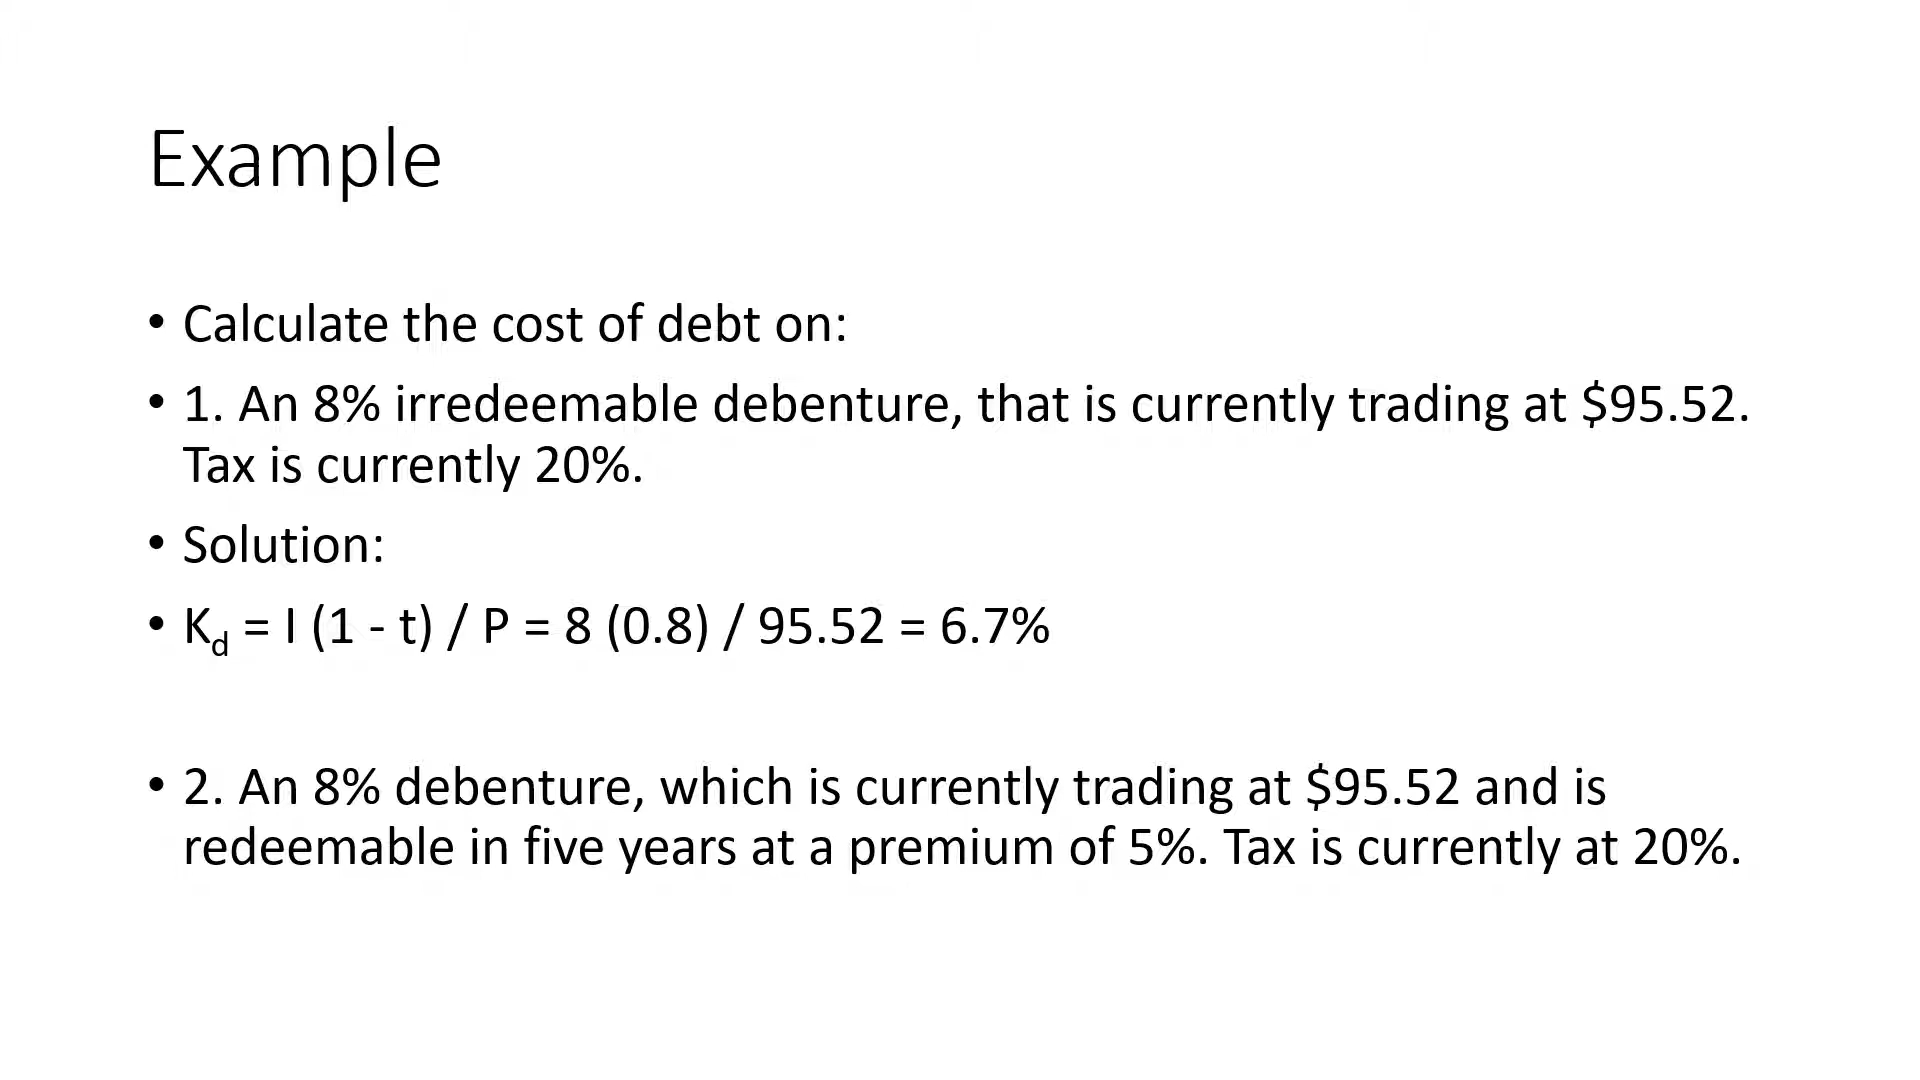 Example
• Calculate the cost of debt on:
• 1. An 8% irredeemable debenture, that is currently trading at $95.52.
Tax is currently 20%.
• Solution:
• Kd = I (1 - t) / P = 8 (0.8) / 95.52 = 6.7%
• 2. An 8% debenture, which is currently trading at $95.52 and is
redeemable in five years at a premium of 5%. Tax is currently at 20%.